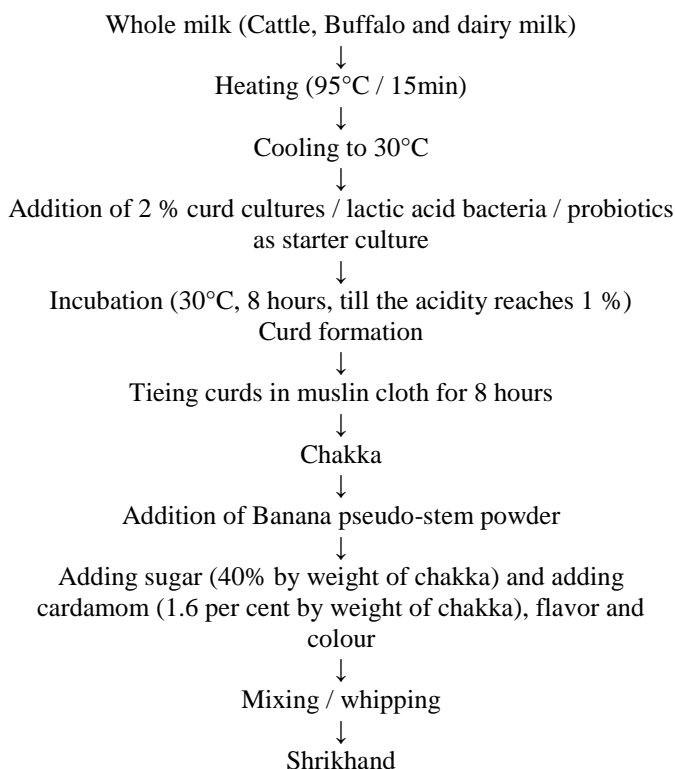 Whole milk (Cattle, Buffalo and dairy milk)
↓
Heating (95°C / 15min)
↓
Cooling to 30°C
↓
Addition of 2 % curd cultures / lactic acid bacteria / probiotics
as starter culture
↓
Incubation (30°C, 8 hours, till the acidity reaches 1 %)
Curd formation
↓
Tieing curds in muslin cloth for 8 hours
↓
Chakka
↓
Addition of Banana pseudo-stem powder
↓
Adding sugar (40% by weight of chakka) and adding
cardamom (1.6 per cent by weight of chakka), flavor and
colour
↓
Mixing / whipping
↓
Shrikhand